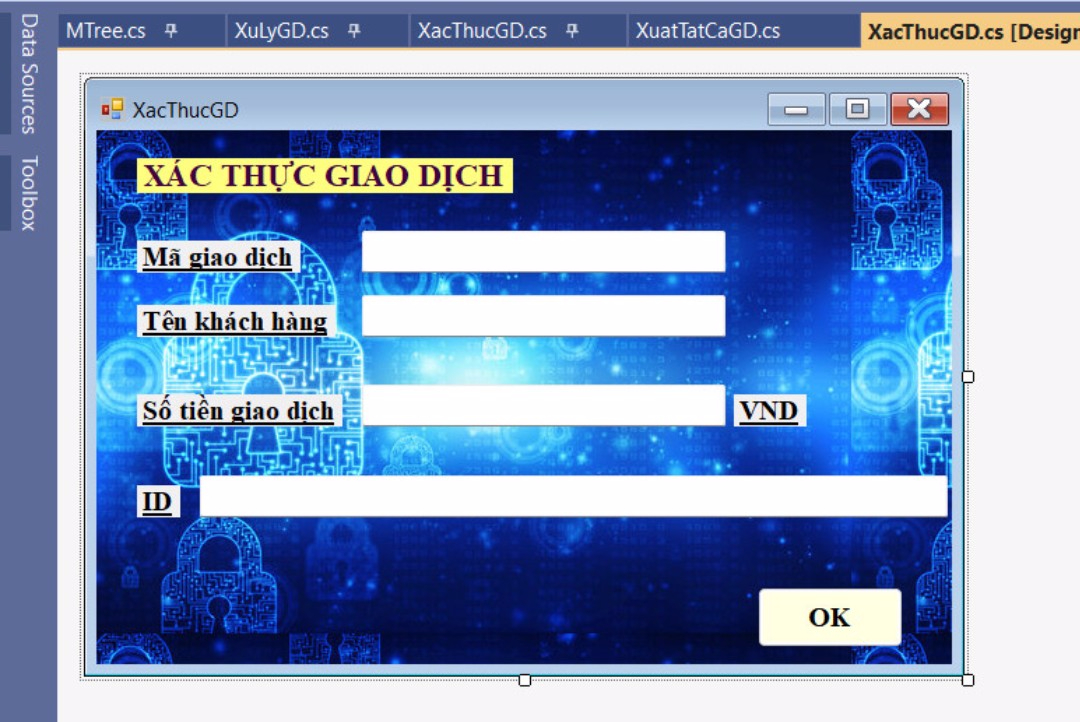 MTree.cs XuLyGD.cs XacThucGD.cs XuatTatCaGD.cs XacThucGD.cs [Design
Data Sources
Toolbox
XacThucGD
XÁC THỰC GIAO DỊCH
Mã giao dịch
Tên khách hàng
Số tiền giao dịch VND
ID
OK